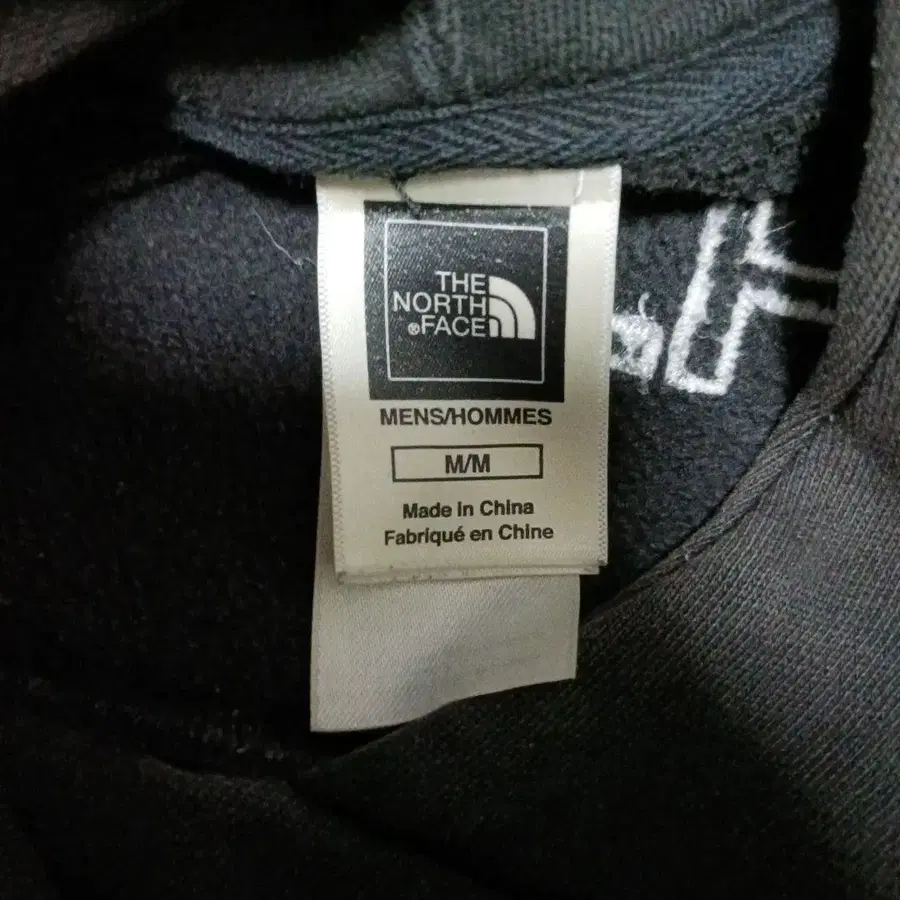 THE
NORTH
®FACE
MENS/HOMMES
M/M
Made in China
Fabriqué en Chine